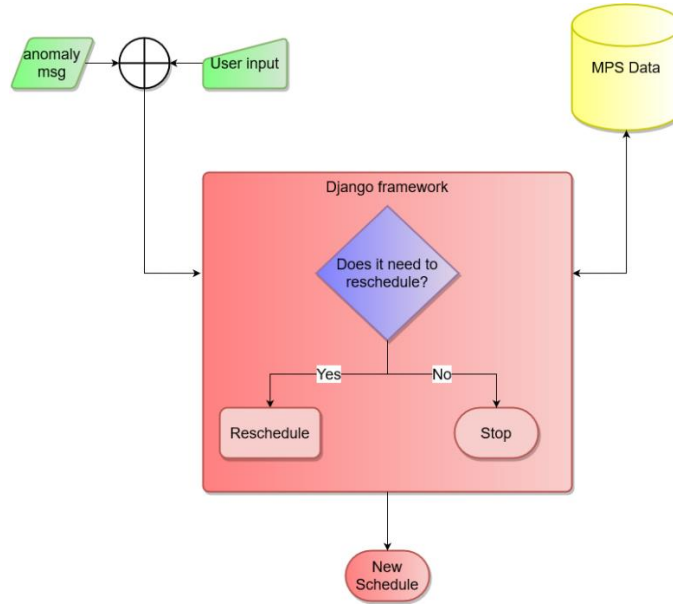 anomaly
msg
User input
MPS Data
Django framework
Does it need to
reschedule?
Yes
No
Reschedule
Stop
New
Schedule